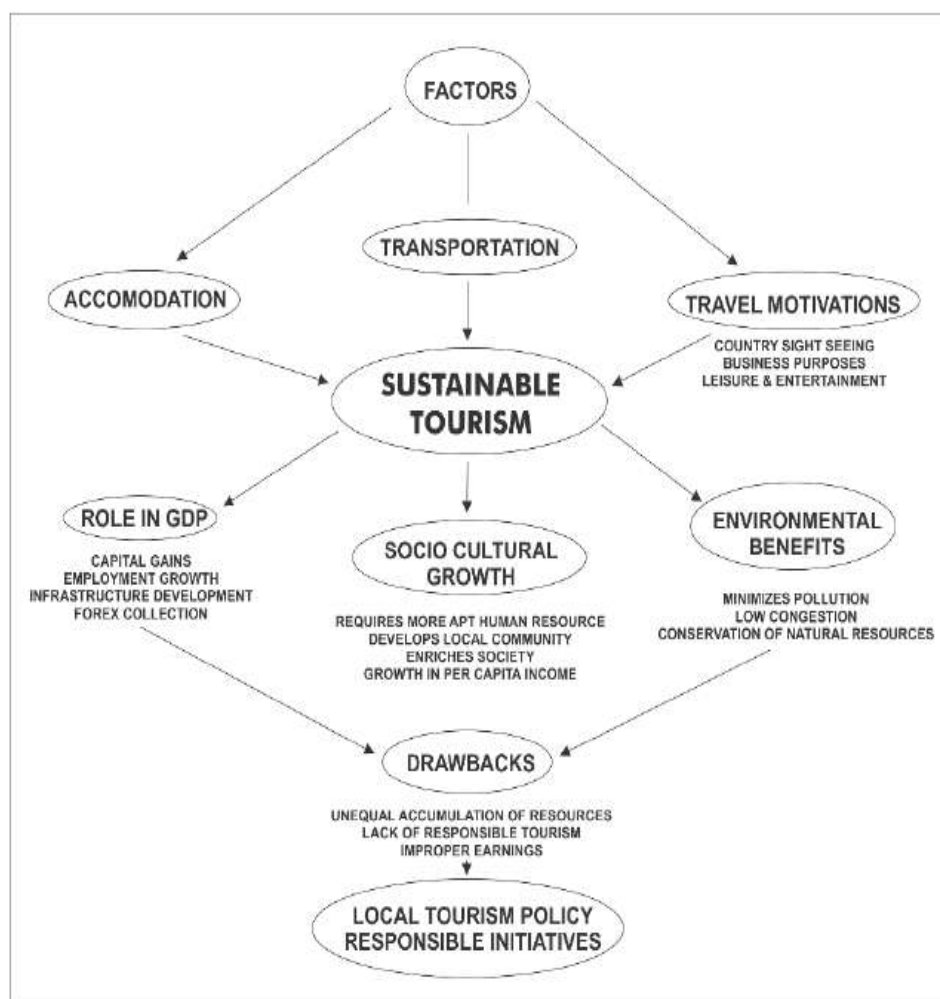 FACTORS
TRANSPORTATION
ACCOMODATION
TRAVEL MOTIVATIONS
COUNTRY SIGHT SEEING
BUSINESS PURPOSES
LEISURE & ENTERTAINMENT
SUSTAINABLE
TOURISM
ROLE IN GDP
CAPITAL GAINS
EMPLOYMENT GROWTH
INFRASTRUCTURE DEVELOPMENT
FOREX COLLECTION
SOCIO CULTURAL
GROWTH
REQUIRES MORE APT HUMAN RESOURCE
DEVELOPS LOCAL COMMUNITY
ENRICHES SOCIETY
GROWTH IN PER CAPITA INCOME
ENVIRONMENTAL
BENEFITS
MINIMIZES POLLUTION
LOW CONGESTION
CONSERVATION OF NATURAL RESOURCES
DRAWBACKS
UNEQUAL ACCUMULATION OF RESOURCES
LACK OF RESPONSIBLE TOURISM
IMPROPER EARNINGS
LOCAL TOURISM POLICY
RESPONSIBLE INITIATIVES